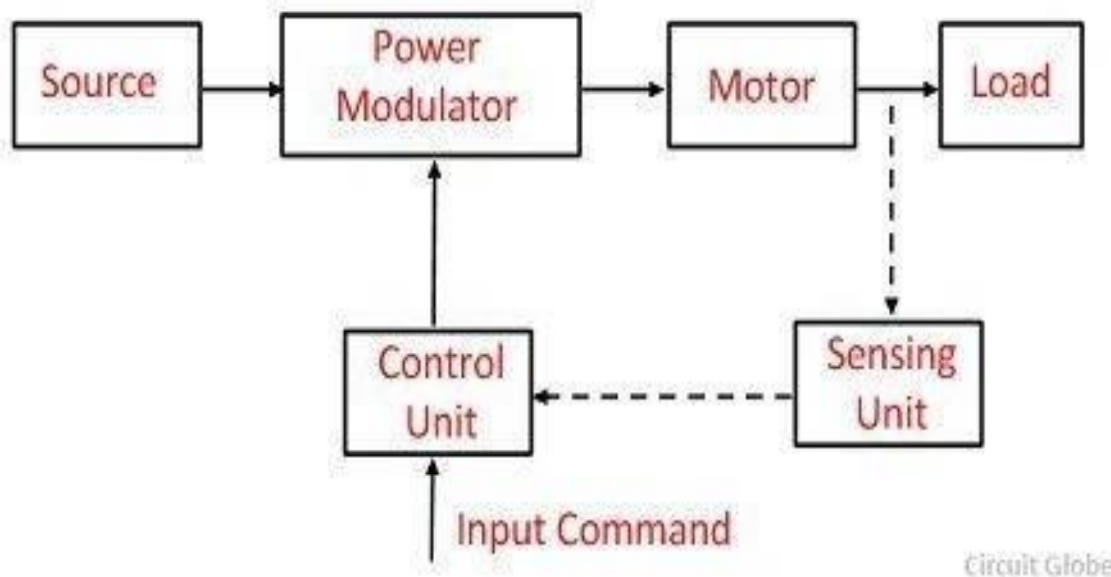 Source
Power
Modulator
Motor
Load
Control
Unit
Sensing
Unit
Input Command
Circuit Globe